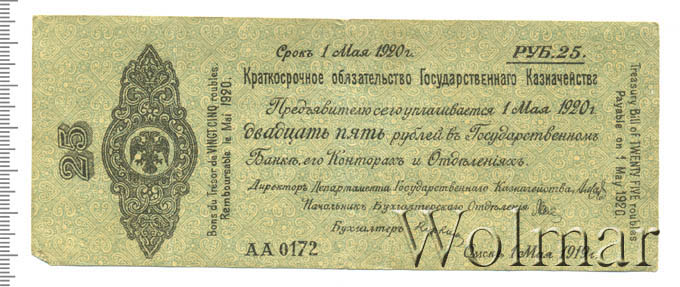 Срокъ 1 Мая 1920г.
РУБ.25.
Краткосрочное обязательство Государственнаго Казначейства
Предъявителю сего уплачивается 1 Мая 1920г.
двадцать пять рублей въ Государственномъ
Банкѣ, его Конторахъ и Отдѣленіяхъ.
Директоръ Департамента Государственнаго Казначейства
Начальникъ Бухгалтерскаго Отдѣленія
Бухгалтеръ
АА 0172
Омскъ 1 Мая 1919г.
25
Bons du Trésor de VINGT CINQ roubles.
Remboursable le Mai 1920.
Treasury Bill of TWENTY FIVE roubles
Payable on 1 May 1920
Wolmar